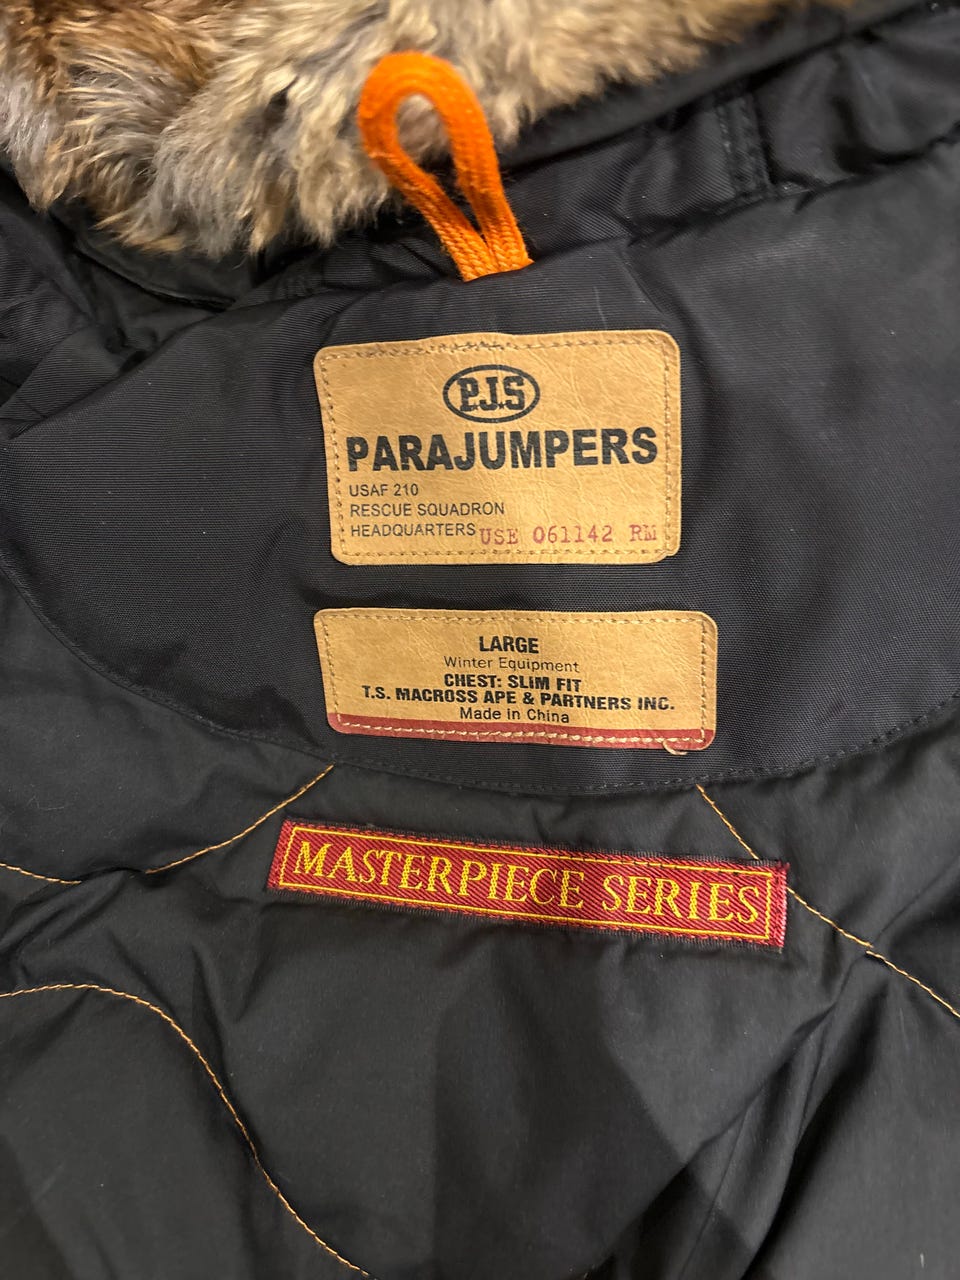 P.J.S
PARAJUMPERS
USAF 210
RESCUE SQUADRON
HEADQUARTERS USE 061142 RM
LARGE
Winter Equipment
CHEST: SLIM FIT
T.S. MACROSS APE & PARTNERS INC.
Made in China
MASTERPIECE SERIES